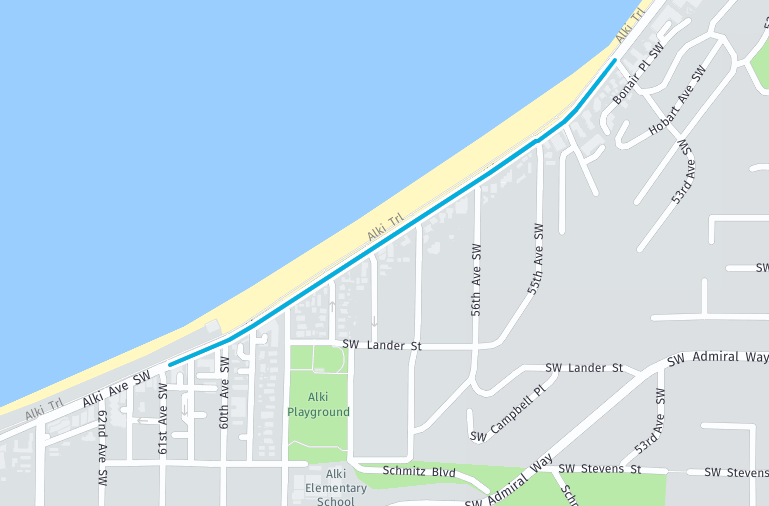 Alki Trl
52
Bonair Pl SW
Hobart Ave SW
53rd Ave SW
Alki Trl
56th Ave SW
55th Ave SW
SW
SW Lander St
SW Admiral Way
SW Lander St
Alki Ave SW
Alki Trl
62nd Ave SW
61st Ave SW
60th Ave SW
Alki
Playground
Campbell Pl
SW
53rd Ave SW
SW Admiral Way
Schmitz Blvd
SW Stevens St
SW Stevens
Alki
Elementary
School
Schm